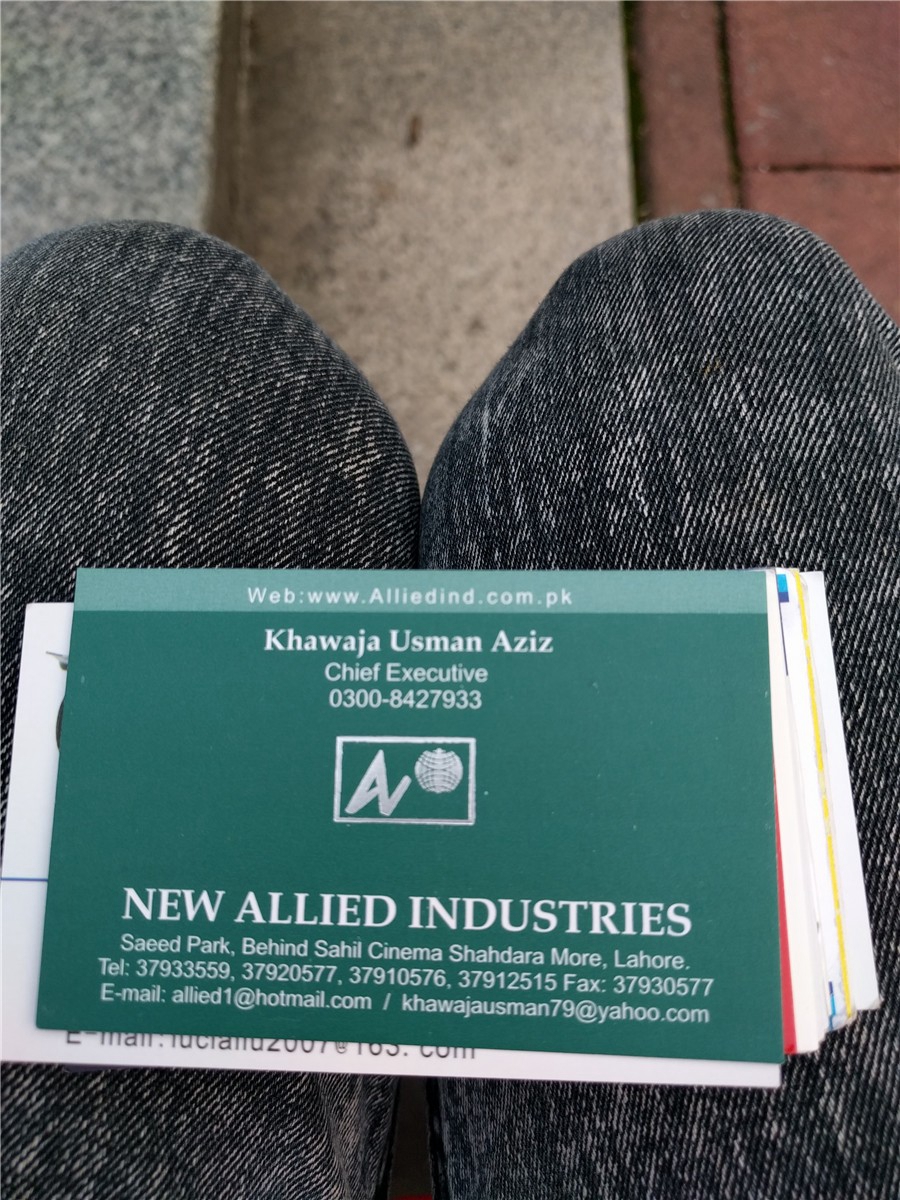 Web:www.Alliedind.com.pk
Khawaja Usman Aziz
Chief Executive
0300-8427933
NEW ALLIED INDUSTRIES
Saeed Park, Behind Sahil Cinema Shahdara More, Lahore.
Tel: 37933559, 37920577, 37910576, 37912515 Fax: 37930577
E-mail: allied1@hotmail.com / khawajausman79@yahoo.com
E-mail: